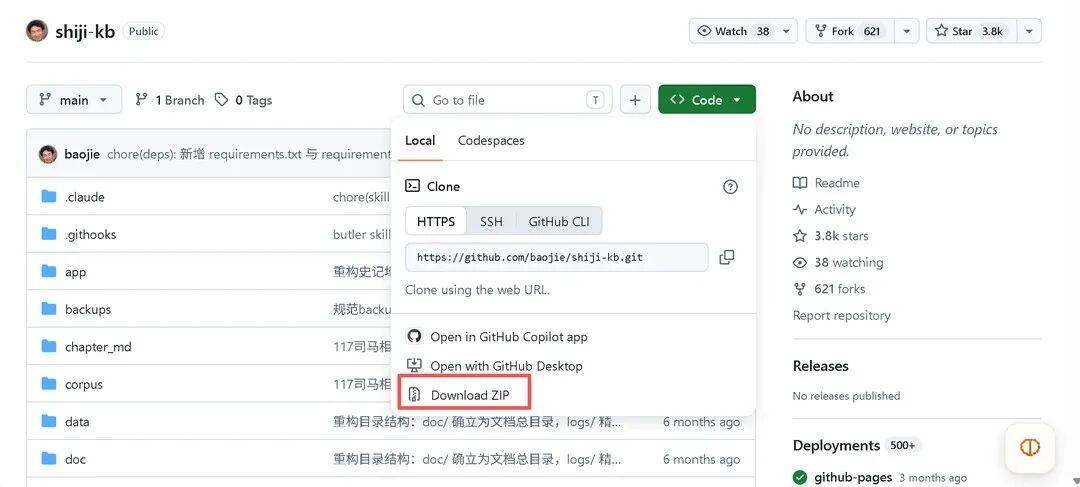 shiji-kb Public
Watch 38
Fork 621
Star 3.8k
main
1 Branch
0 Tags
Go to file
T
Code
baojie chore(deps): 新增 requirements.txt 与 requirement
.claude chore(skil
.githooks butler skil
app 重构史记
backups 规范backu
chapter_md 117司马相
corpus 117司马相
data 重构目录结构：doc/ 确立为文档总目录，logs/ 精… 6 months ago
doc 重构目录结构：doc/ 确立为文档总目录，logs/ 精… 6 months ago
Local Codespaces
Clone
HTTPS SSH GitHub CLI
https://github.com/baojie/shiji-kb.git
Clone using the web URL.
Open in GitHub Copilot app
Open with GitHub Desktop
Download ZIP
About
No description, website, or topics
provided.
Readme
Activity
3.8k stars
38 watching
621 forks
Report repository
Releases
No releases published
Deployments 500+
github-pages 3 months ago